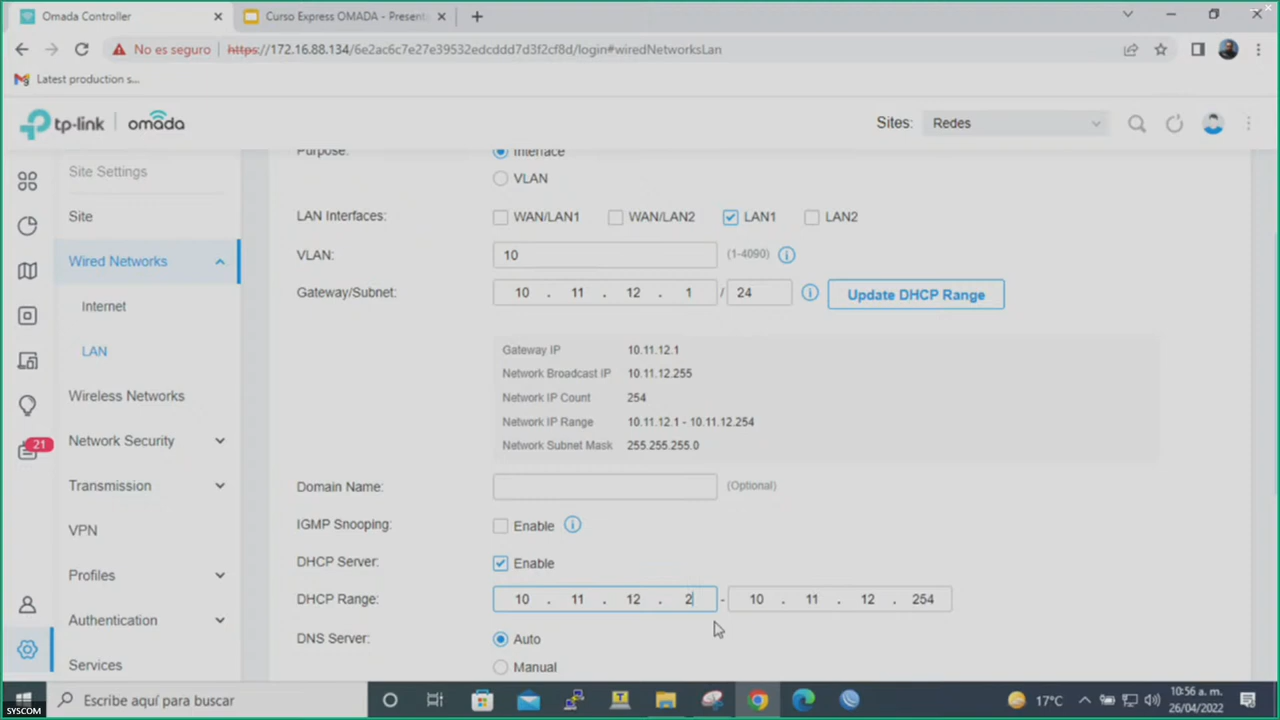 Omada Controller
Curso Express OMADA - Present
No es seguro
https://172.16.88.134/6e2ac6c7e27e39532edcddd7d3f2cf8d/login#wiredNetworksLan
Latest production s...
tp-link | omada
Sites: Redes
Site Settings
Site
Wired Networks
Internet
LAN
Wireless Networks
Network Security
Transmission
VPN
Profiles
Authentication
Services
21
Purpose: Interface
VLAN
LAN Interfaces: WAN/LAN1 WAN/LAN2 LAN1 LAN2
VLAN: 10 (1-4090)
Gateway/Subnet: 10 . 11 . 12 . 1 / 24 Update DHCP Range
Gateway IP 10.11.12.1
Network Broadcast IP 10.11.12.255
Network IP Count 254
Network IP Range 10.11.12.1 - 10.11.12.254
Network Subnet Mask 255.255.255.0
Domain Name: (Optional)
IGMP Snooping: Enable
DHCP Server: Enable
DHCP Range: 10 . 11 . 12 . 2 - 10 . 11 . 12 . 254
DNS Server: Auto
Manual
SYSCOM
Escribe aquí para buscar
17°C
10:56 a. m.
26/04/2022